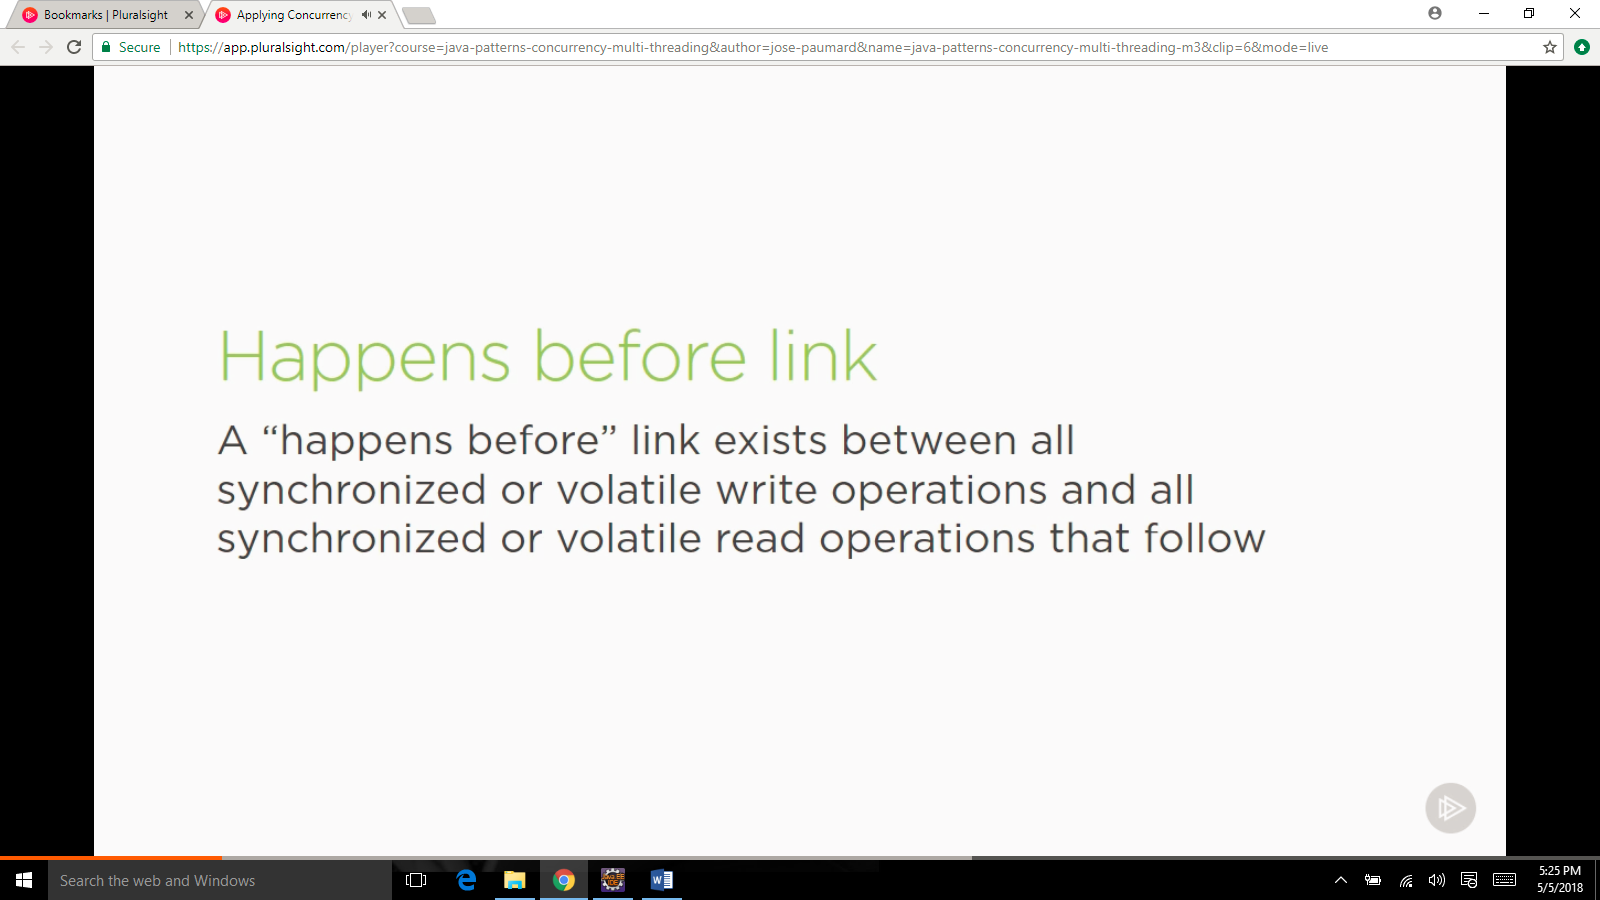 Bookmarks | Pluralsight
Applying Concurrency
Secure
https://app.pluralsight.com/player?course=java-patterns-concurrency-multi-threading&author=jose-paumard&name=java-patterns-concurrency-multi-threading-m3&clip=6&mode=live
Happens before link
A “happens before” link exists between all
synchronized or volatile write operations and all
synchronized or volatile read operations that follow
Search the web and Windows
5:25 PM
5/5/2018